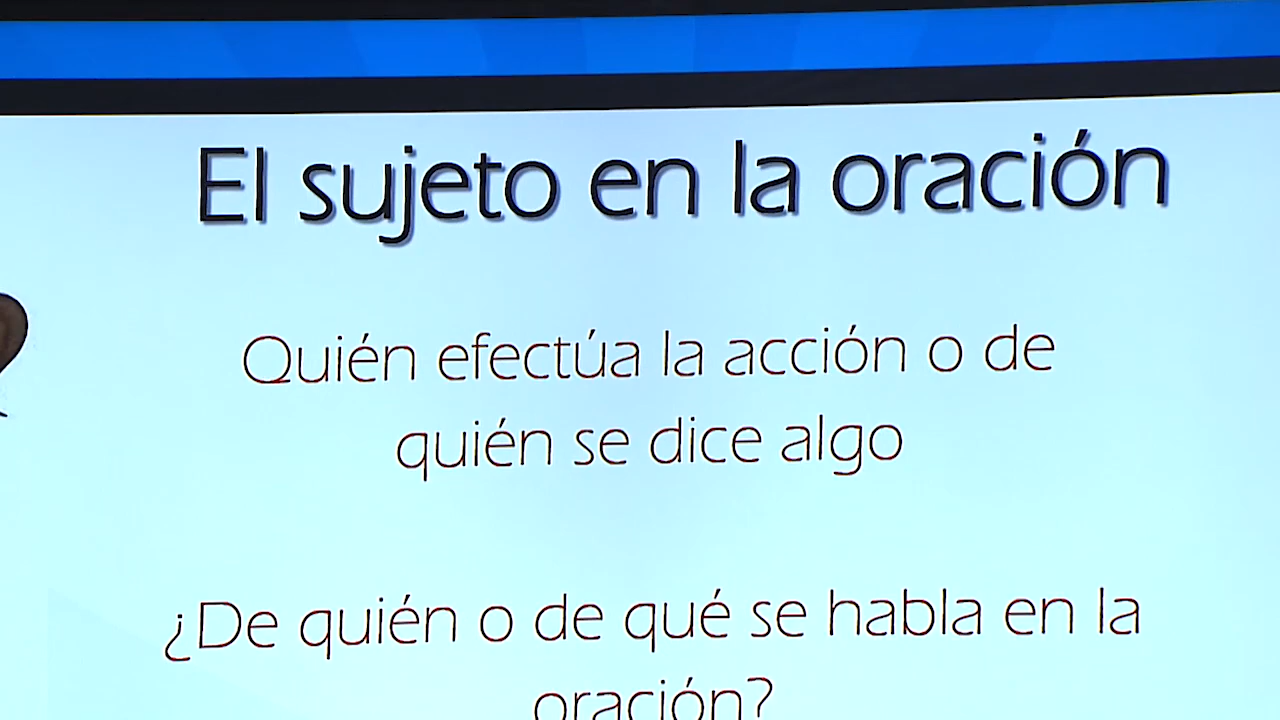 El sujeto en la oración
Quién efectúa la acción o de
quién se dice algo
¿De quién o de qué se habla en la
oración?